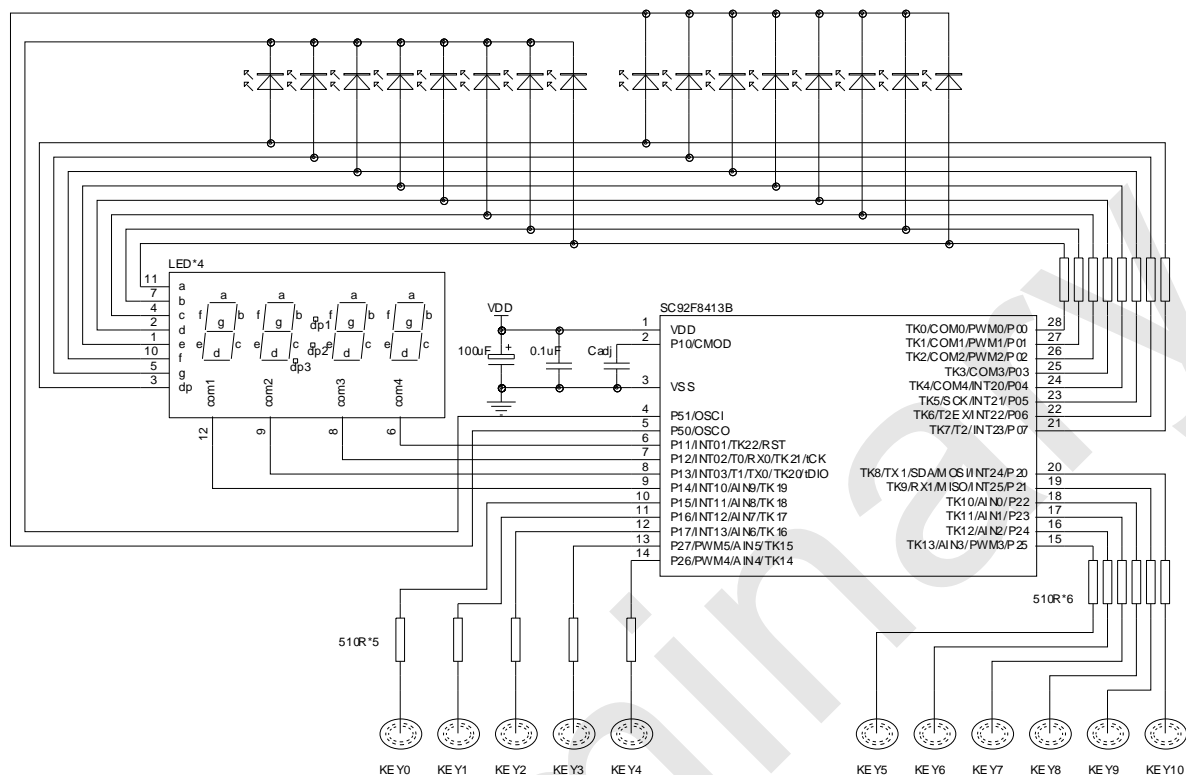 LED*4
11 a
7 b
4 c
2 d
1 e
10 f
5 g
3 dp
a a a a
f b f b f b f b
g g g g
dp1
dp2
e c e c e c e c
d d d d
dp3
com1 com2 com3 com4
12 9 8 6
VDD
100uF + 0.1uF Cadj
SC92F8413B
1 VDD
2 P10/CMOD
3 VSS
4 P51/OSCI
5 P50/OSCO
6 P11/INT01/TK22/RST
7 P12/INT02/T0/RX0/TK21/tCK
8 P13/INT03/T1/TX0/TK20/tDIO
9 P14/INT10/AIN9/TK19
10 P15/INT11/AIN8/TK18
11 P16/INT12/AIN7/TK17
12 P17/INT13/AIN6/TK16
13 P27/PWM5/AIN5/TK15
14 P26/PWM4/AIN4/TK14
TK0/COM0/PWM0/P00 28
TK1/COM1/PWM1/P01 27
TK2/COM2/PWM2/P02 26
TK3/COM3/P03 25
TK4/COM4/INT20/P04 24
TK5/SCK/INT21/P05 23
TK6/T2EX/INT22/P06 22
TK7/T2/INT23/P07 21
TK8/TX1/SDA/MOSI/INT24/P20 20
TK9/RX1/MISO/INT25/P21 19
TK10/AIN0/P22 18
TK11/AIN1/P23 17
TK12/AIN2/P24 16
TK13/AIN3/PWM3/P25 15
510R*5
510R*6
KEY0 KEY1 KEY2 KEY3 KEY4 KEY5 KEY6 KEY7 KEY8 KEY9 KEY10
minary